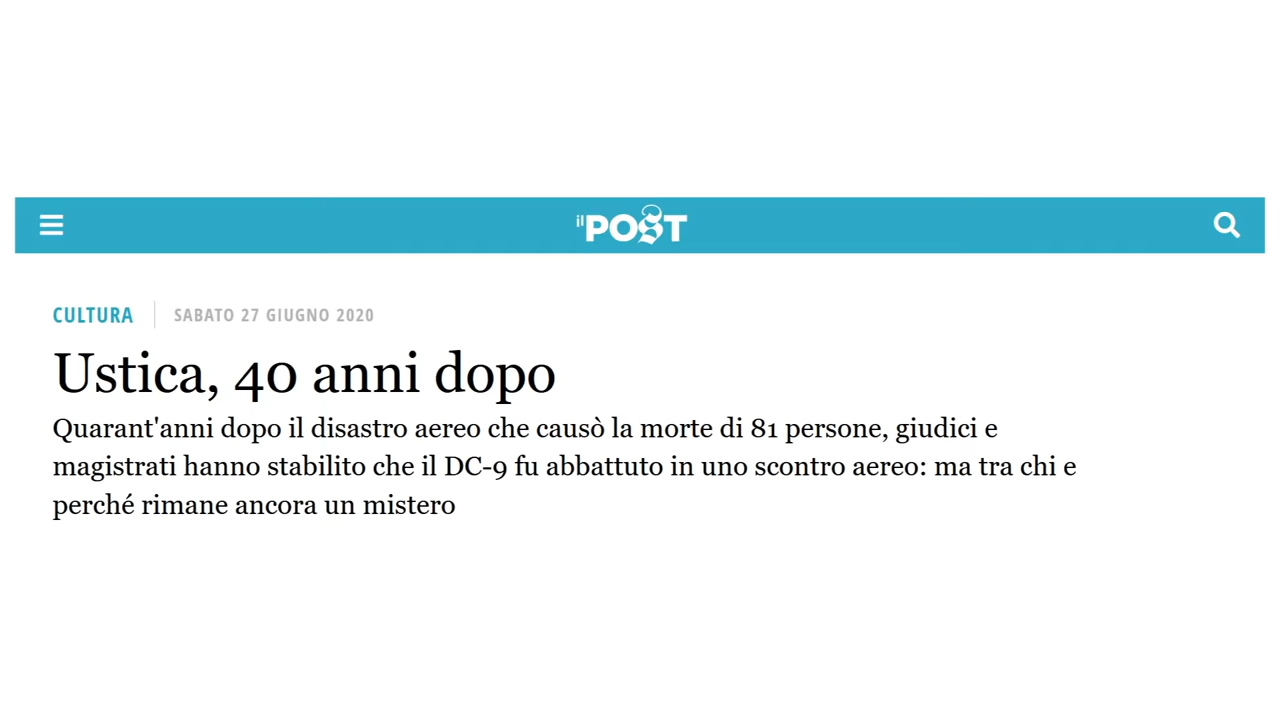 il POST
CULTURA SABATO 27 GIUGNO 2020
Ustica, 40 anni dopo
Quarant'anni dopo il disastro aereo che causò la morte di 81 persone, giudici e
magistrati hanno stabilito che il DC-9 fu abbattuto in uno scontro aereo: ma tra chi e
perché rimane ancora un mistero